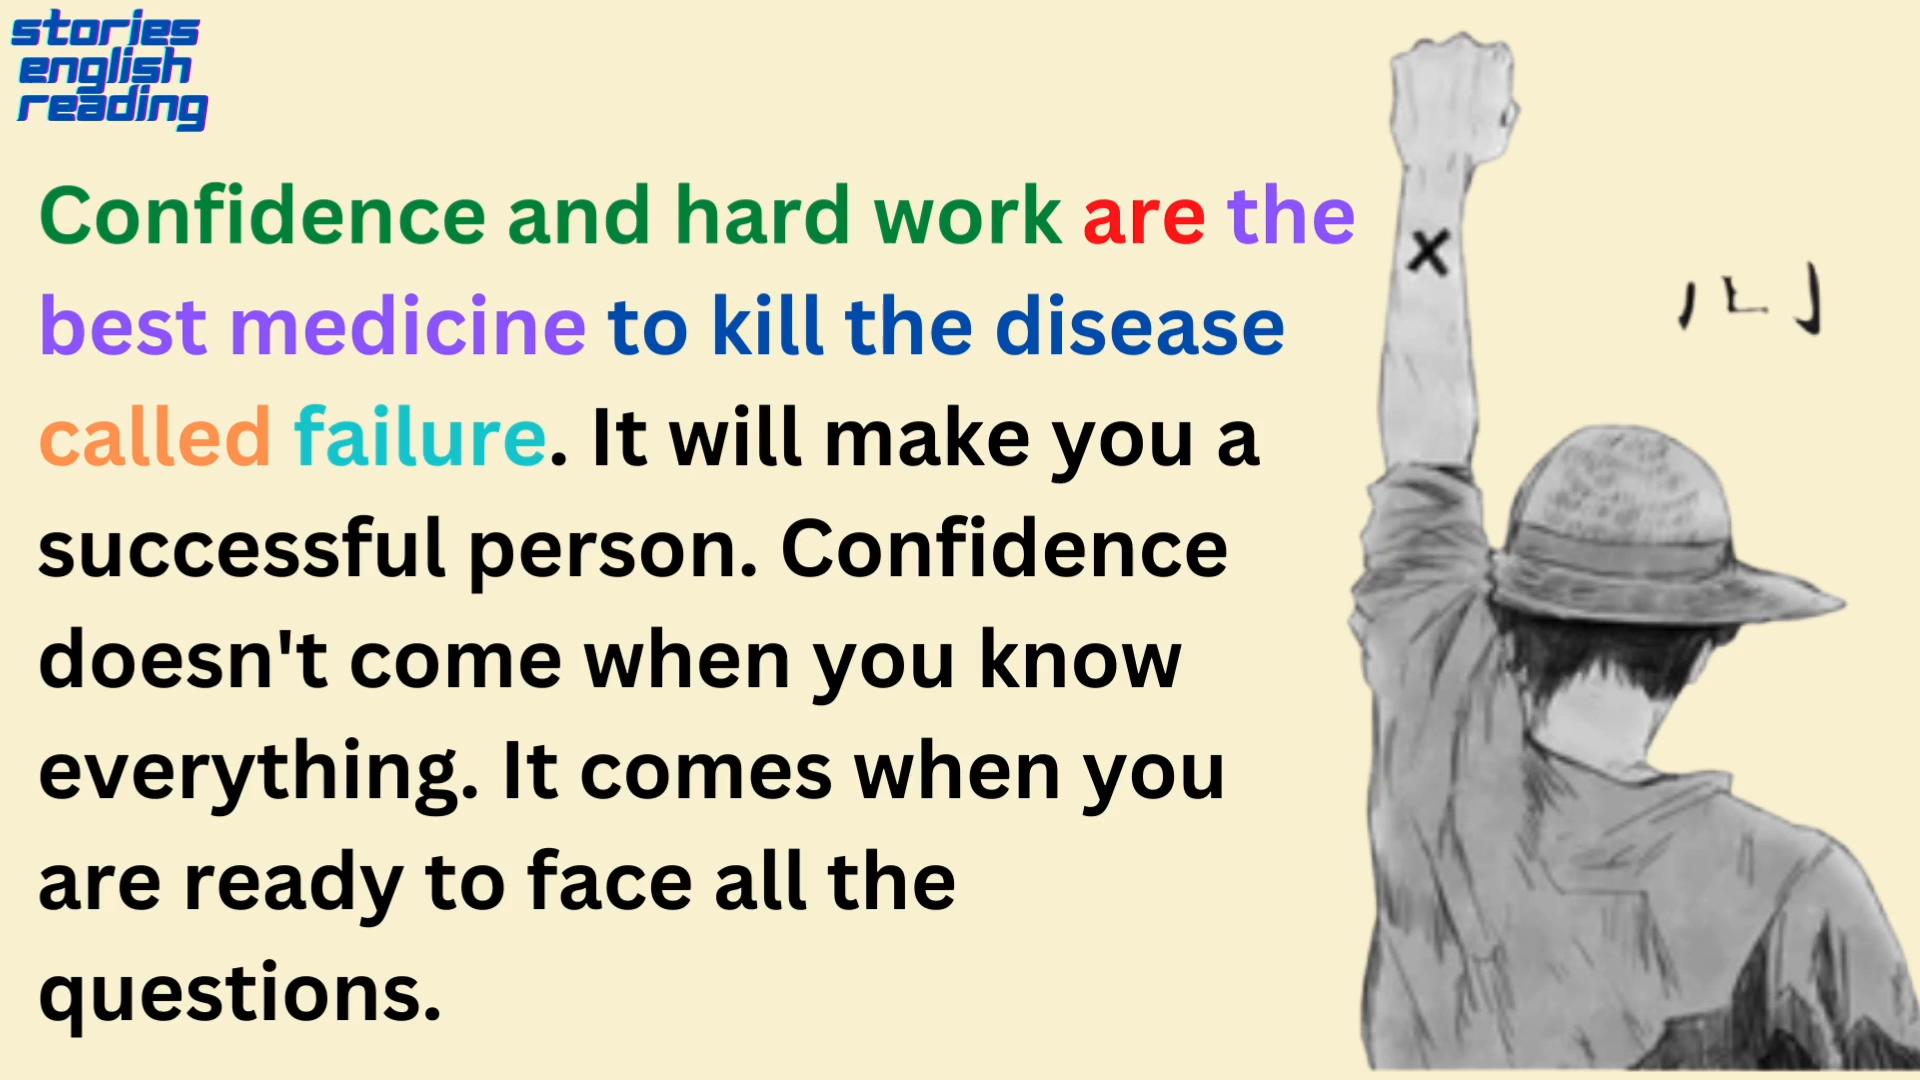 stories
english
reading
Confidence and hard work are the
best medicine to kill the disease
called failure. It will make you a
successful person. Confidence
doesn't come when you know
everything. It comes when you
are ready to face all the
questions.
x